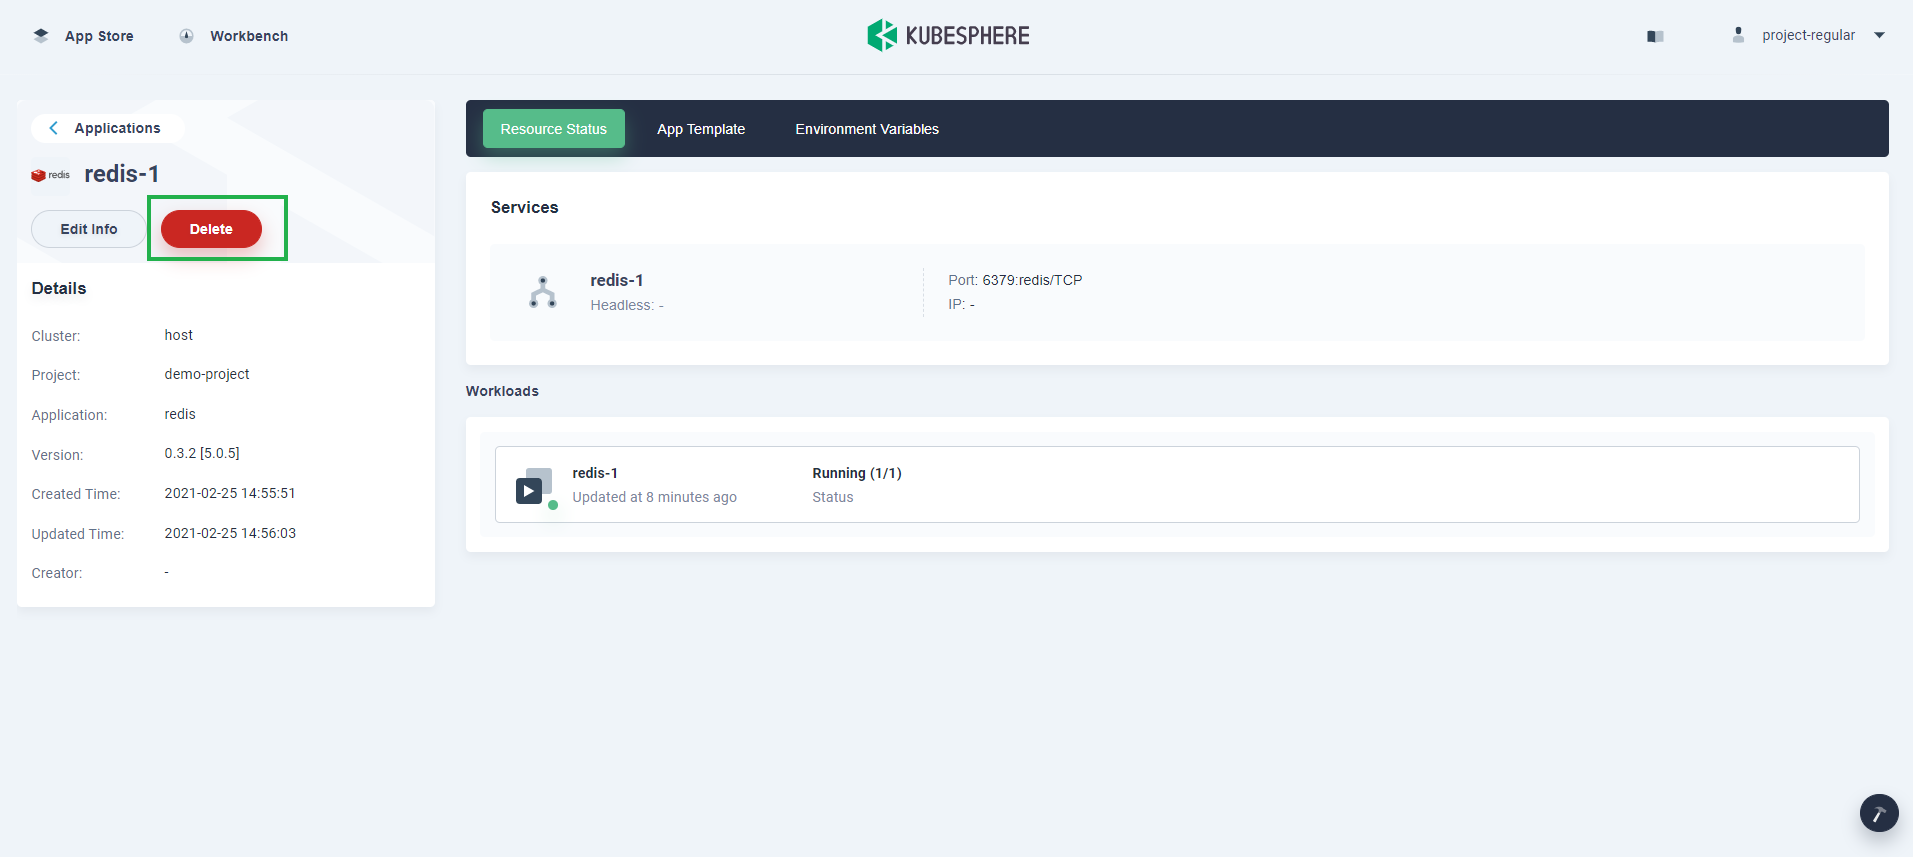 App Store
Workbench
KUBESPHERE
project-regular
Applications
redis
redis-1
Edit Info
Delete
Details
Cluster: host
Project: demo-project
Application: redis
Version: 0.3.2 [5.0.5]
Created Time: 2021-02-25 14:55:51
Updated Time: 2021-02-25 14:56:03
Creator: -
Resource Status
App Template
Environment Variables
Services
redis-1
Headless: -
Port: 6379:redis/TCP
IP: -
Workloads
redis-1
Updated at 8 minutes ago
Running (1/1)
Status